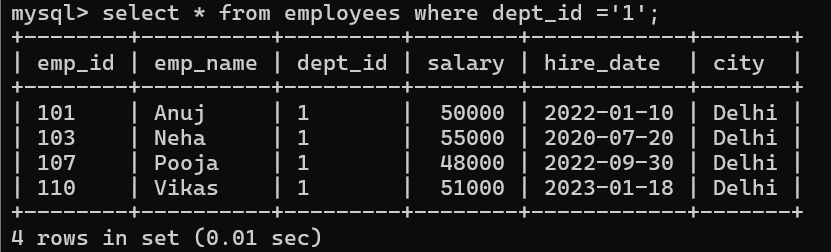 mysql> select * from employees where dept_id ='1';
+--------+----------+---------+--------+------------+-------+
| emp_id | emp_name | dept_id | salary | hire_date  | city  |
+--------+----------+---------+--------+------------+-------+
| 101    | Anuj     | 1       |  50000 | 2022-01-10 | Delhi |
| 103    | Neha     | 1       |  55000 | 2020-07-20 | Delhi |
| 107    | Pooja    | 1       |  48000 | 2022-09-30 | Delhi |
| 110    | Vikas    | 1       |  51000 | 2023-01-18 | Delhi |
+--------+----------+---------+--------+------------+-------+
4 rows in set (0.01 sec)